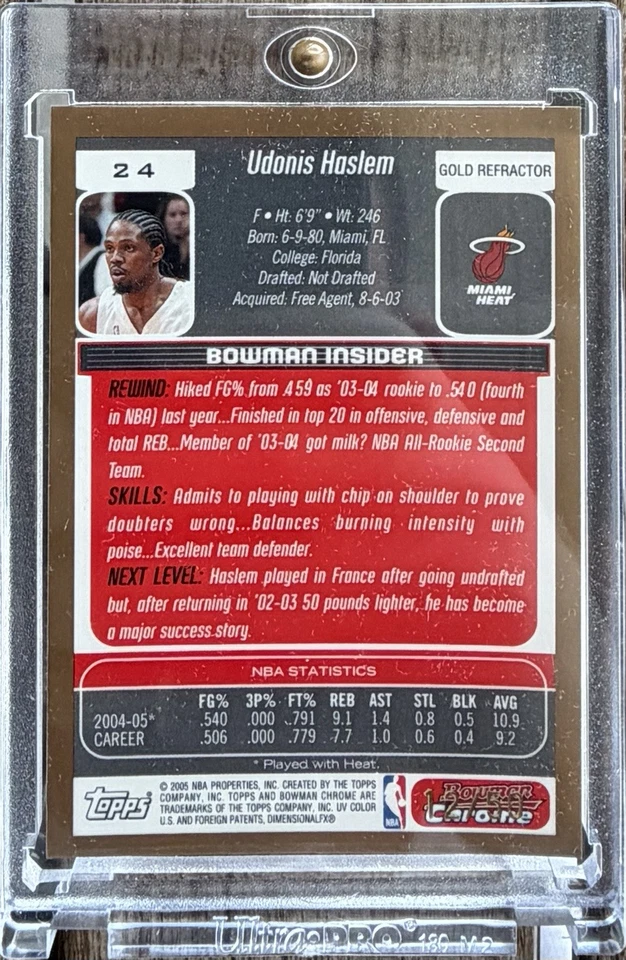 24
Udonis Haslem
GOLD REFRACTOR
F • Ht: 6'9" • Wt: 246
Born: 6-9-80, Miami, FL
College: Florida
Drafted: Not Drafted
Acquired: Free Agent, 8-6-03
MIAMI
HEAT
BOWMAN INSIDER
REWIND: Hiked FG% from .459 as '03-04 rookie to .540 (fourth
in NBA) last year...Finished in top 20 in offensive, defensive and
total REB...Member of '03-04 got milk? NBA All-Rookie Second
Team.
SKILLS: Admits to playing with chip on shoulder to prove
doubters wrong...Balances burning intensity with
poise...Excellent team defender.
NEXT LEVEL: Haslem played in France after going undrafted
but, after returning in '02-03 50 pounds lighter, he has become
a major success story.
NBA STATISTICS
FG% 3P% FT% REB AST STL BLK AVG
2004-05* .540 .000 .791 9.1 1.4 0.8 0.5 10.9
CAREER .506 .000 .779 7.7 1.0 0.6 0.4 9.2
* Played with Heat.
Topps
© 2005 NBA PROPERTIES, INC. CREATED BY THE TOPPS
COMPANY, INC. TOPPS AND BOWMAN CHROME ARE
TRADEMARKS OF THE TOPPS COMPANY, INC. UV COLOR
U.S. AND FOREIGN PATENTS, DIMENSIONALFX®
NBA
Bowman
Chrome
12/50
Ultra PRO® 180 M2